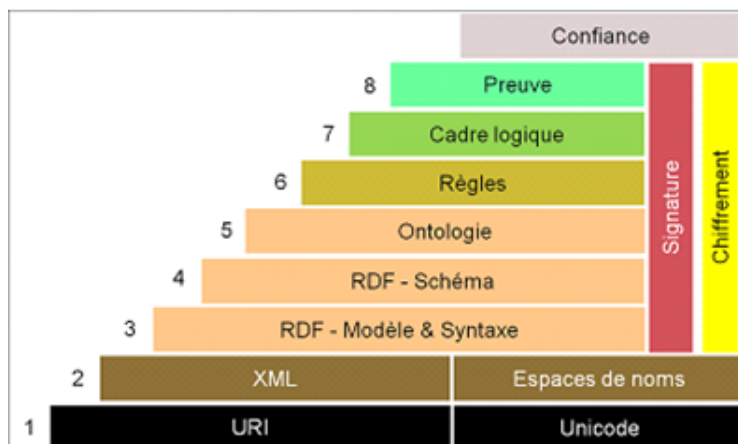 Confiance
8 Preuve
7 Cadre logique
6 Règles
5 Ontologie
4 RDF - Schéma
3 RDF - Modèle & Syntaxe
Signature
Chiffrement
2 XML Espaces de noms
1 URI Unicode